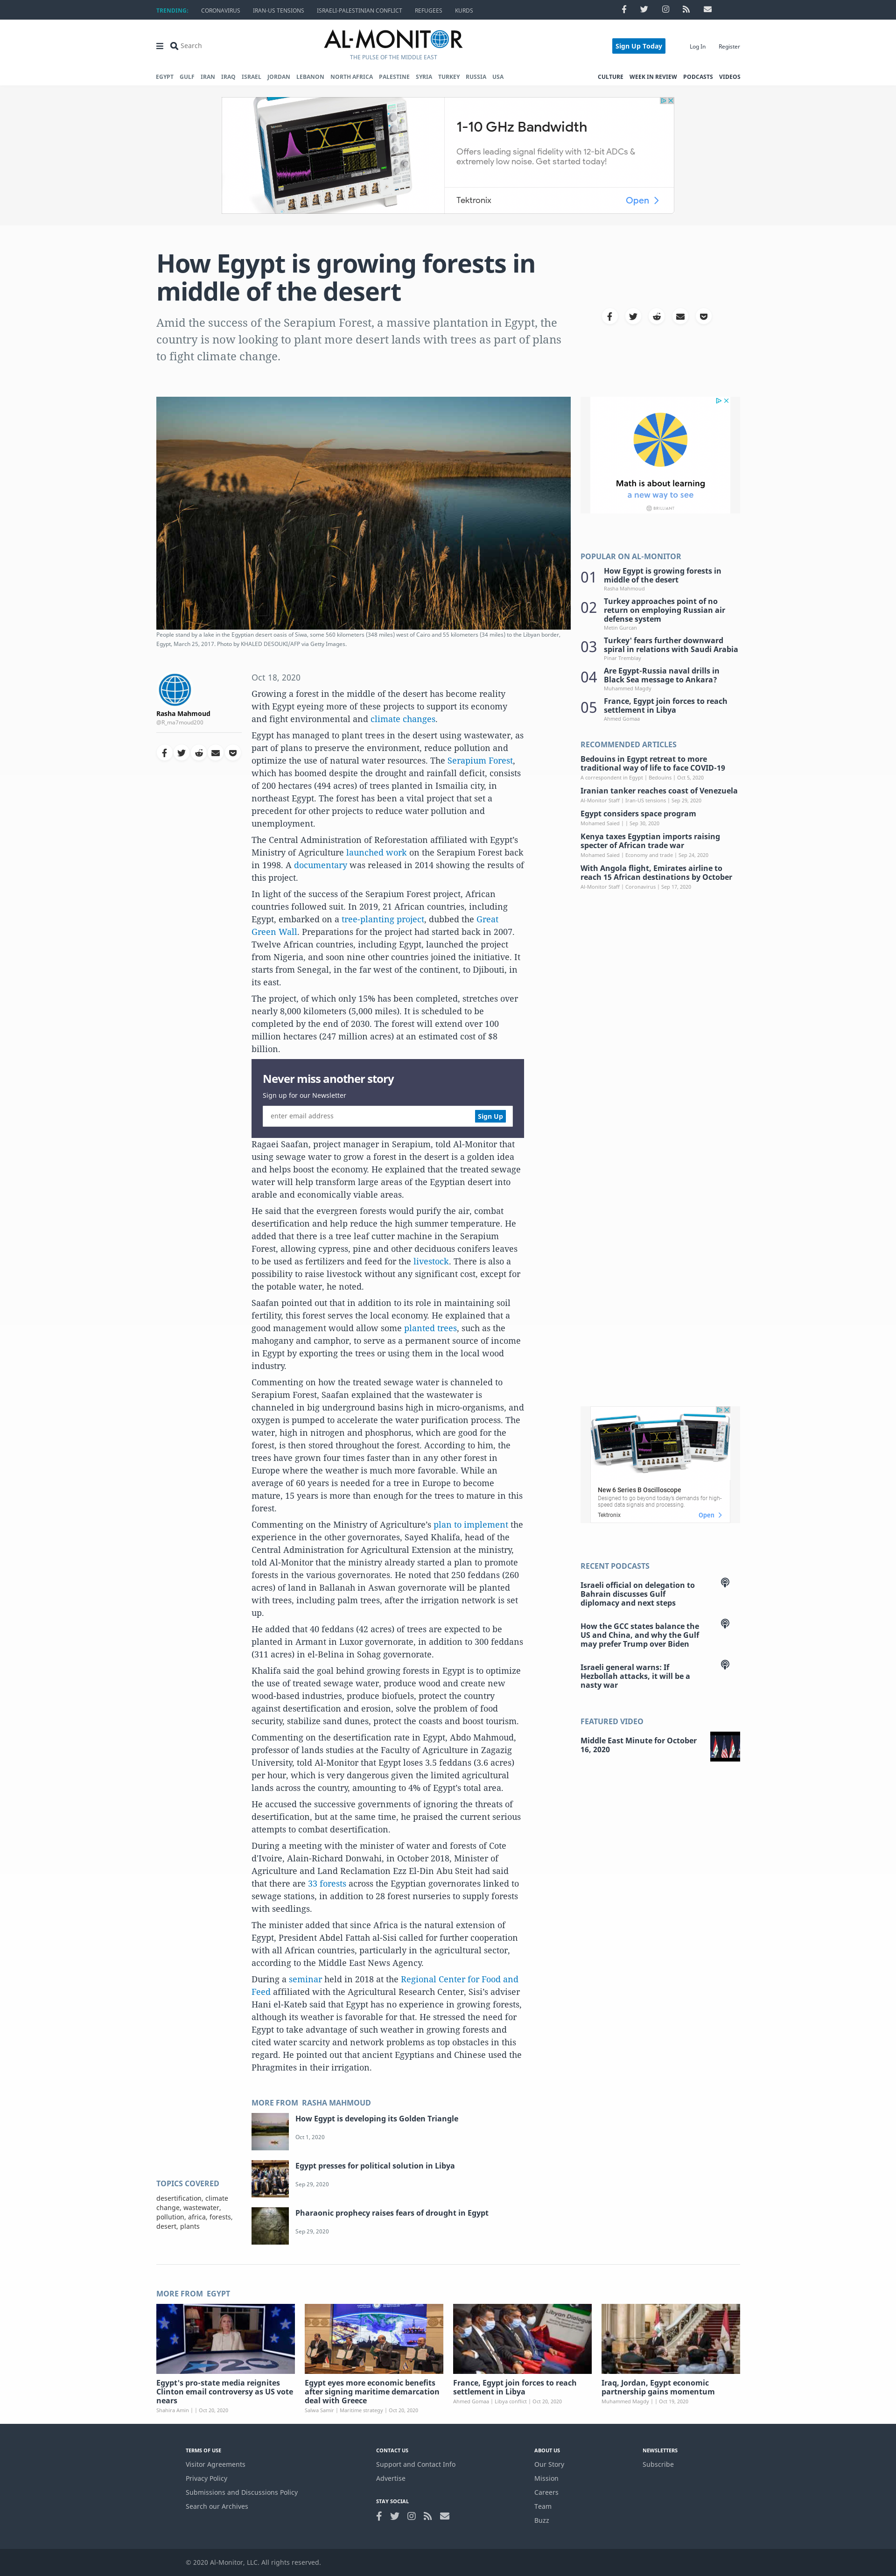 TRENDING:
CORONAVIRUS
IRAN-US TENSIONS
ISRAELI-PALESTINIAN CONFLICT
REFUGEES
KURDS
Search
AL-MONITOR
THE PULSE OF THE MIDDLE EAST
Sign Up Today
Log In
Register
EGYPT GULF IRAN IRAQ ISRAEL JORDAN LEBANON NORTH AFRICA PALESTINE SYRIA TURKEY RUSSIA USA
CULTURE WEEK IN REVIEW PODCASTS VIDEOS
1-10 GHz Bandwidth
Offers leading signal fidelity with 12-bit ADCs &
extremely low noise. Get started today!
Tektronix
Open
How Egypt is growing forests in
middle of the desert
Amid the success of the Serapium Forest, a massive plantation in Egypt, the
country is now looking to plant more desert lands with trees as part of plans
to fight climate change.
People stand by a lake in the Egyptian desert oasis of Siwa, some 560 kilometers (348 miles) west of Cairo and 55 kilometers (34 miles) to the Libyan border,
Egypt, March 25, 2017. Photo by KHALED DESOUKI/AFP via Getty Images.
Rasha Mahmoud
@R_ma7moud200
Oct 18, 2020
Growing a forest in the middle of the desert has become reality
with Egypt eyeing more of these projects to support its economy
and fight environmental and climate changes.
Egypt has managed to plant trees in the desert using wastewater, as
part of plans to preserve the environment, reduce pollution and
optimize the use of natural water resources. The Serapium Forest,
which has boomed despite the drought and rainfall deficit, consists
of 200 hectares (494 acres) of trees planted in Ismailia city, in
northeast Egypt. The forest has been a vital project that set a
precedent for other projects to reduce water pollution and
unemployment.
The Central Administration of Reforestation affiliated with Egypt's
Ministry of Agriculture launched work on the Serapium Forest back
in 1998. A documentary was released in 2014 showing the results of
this project.
In light of the success of the Serapium Forest project, African
countries followed suit. In 2019, 21 African countries, including
Egypt, embarked on a tree-planting project, dubbed the Great
Green Wall. Preparations for the project had started back in 2007.
Twelve African countries, including Egypt, launched the project
from Nigeria, and soon nine other countries joined the initiative. It
starts from Senegal, in the far west of the continent, to Djibouti, in
its east.
The project, of which only 15% has been completed, stretches over
nearly 8,000 kilometers (5,000 miles). It is scheduled to be
completed by the end of 2030. The forest will extend over 100
million hectares (247 million acres) at an estimated cost of $8
billion.
Never miss another story
Sign up for our Newsletter
enter email address
Sign Up
Ragaei Saafan, project manager in Serapium, told Al-Monitor that
using sewage water to grow a forest in the desert is a golden idea
and helps boost the economy. He explained that the treated sewage
water will help transform large areas of the Egyptian desert into
arable and economically viable areas.
He said that the evergreen forests would purify the air, combat
desertification and help reduce the high summer temperature. He
added that there is a tree leaf cutter machine in the Serapium
Forest, allowing cypress, pine and other deciduous conifers leaves
to be used as fertilizers and feed for the livestock. There is also a
possibility to raise livestock without any significant cost, except for
the potable water, he noted.
Saafan pointed out that in addition to its role in maintaining soil
fertility, this forest serves the local economy. He explained that a
good management would allow some planted trees, such as the
mahogany and camphor, to serve as a permanent source of income
in Egypt by exporting the trees or using them in the local wood
industry.
Commenting on how the treated sewage water is channeled to
Serapium Forest, Saafan explained that the wastewater is
channeled in big underground basins high in micro-organisms, and
oxygen is pumped to accelerate the water purification process. The
water, high in nitrogen and phosphorus, which are good for the
forest, is then stored throughout the forest. According to him, the
trees have grown four times faster than in any other forest in
Europe where the weather is much more favorable. While an
average of 60 years is needed for a tree in Europe to become
mature, 15 years is more than enough for the trees to mature in this
forest.
Commenting on the Ministry of Agriculture's plan to implement the
experience in the other governorates, Sayed Khalifa, head of the
Central Administration for Agricultural Extension at the ministry,
told Al-Monitor that the ministry already started a plan to promote
forests in the various governorates. He noted that 250 feddans (260
acres) of land in Ballanah in Aswan governorate will be planted
with trees, including palm trees, after the irrigation network is set
up.
He added that 40 feddans (42 acres) of trees are expected to be
planted in Armant in Luxor governorate, in addition to 300 feddans
(311 acres) in el-Belina in Sohag governorate.
Khalifa said the goal behind growing forests in Egypt is to optimize
the use of treated sewage water, produce wood and create new
wood-based industries, produce biofuels, protect the country
against desertification and erosion, solve the problem of food
security, stabilize sand dunes, protect the coasts and boost tourism.
Commenting on the desertification rate in Egypt, Abdo Mahmoud,
professor of lands studies at the Faculty of Agriculture in Zagazig
University, told Al-Monitor that Egypt loses 3.5 feddans (3.6 acres)
per hour, which is very dangerous given the limited agricultural
lands across the country, amounting to 4% of Egypt's total area.
He accused the successive governments of ignoring the threats of
desertification, but at the same time, he praised the current serious
attempts to combat desertification.
During a meeting with the minister of water and forests of Cote
d'Ivoire, Alain-Richard Donwahi, in October 2018, Minister of
Agriculture and Land Reclamation Ezz El-Din Abu Steit had said
that there are 33 forests across the Egyptian governorates linked to
sewage stations, in addition to 28 forest nurseries to supply forests
with seedlings.
The minister added that since Africa is the natural extension of
Egypt, President Abdel Fattah al-Sisi called for further cooperation
with all African countries, particularly in the agricultural sector,
according to the Middle East News Agency.
During a seminar held in 2018 at the Regional Center for Food and
Feed affiliated with the Agricultural Research Center, Sisi's adviser
Hani el-Kateb said that Egypt has no experience in growing forests,
although its weather is favorable for that. He stressed the need for
Egypt to take advantage of such weather in growing forests and
cited water scarcity and network problems as top obstacles in this
regard. He pointed out that ancient Egyptians and Chinese used the
Phragmites in their irrigation.
Math is about learning
a new way to see
BRILLIANT
POPULAR ON AL-MONITOR
01
How Egypt is growing forests in
middle of the desert
Rasha Mahmoud
02
Turkey approaches point of no
return on employing Russian air
defense system
Metin Gurcan
03
Turkey' fears further downward
spiral in relations with Saudi Arabia
Pinar Tremblay
04
Are Egypt-Russia naval drills in
Black Sea message to Ankara?
Muhammed Magdy
05
France, Egypt join forces to reach
settlement in Libya
Ahmed Gomaa
RECOMMENDED ARTICLES
Bedouins in Egypt retreat to more
traditional way of life to face COVID-19
A correspondent in Egypt | Bedouins | Oct 5, 2020
Iranian tanker reaches coast of Venezuela
Al-Monitor Staff | Iran-US tensions | Sep 29, 2020
Egypt considers space program
Mohamed Saied | | Sep 30, 2020
Kenya taxes Egyptian imports raising
specter of African trade war
Mohamed Saied | Economy and trade | Sep 24, 2020
With Angola flight, Emirates airline to
reach 15 African destinations by October
Al-Monitor Staff | Coronavirus | Sep 17, 2020
New 6 Series B Oscilloscope
Designed to go beyond today's demands for high-
speed data signals and processing.
Tektronix
Open
RECENT PODCASTS
Israeli official on delegation to
Bahrain discusses Gulf
diplomacy and next steps
How the GCC states balance the
US and China, and why the Gulf
may prefer Trump over Biden
Israeli general warns: If
Hezbollah attacks, it will be a
nasty war
FEATURED VIDEO
Middle East Minute for October
16, 2020
TOPICS COVERED
desertification, climate
change, wastewater,
pollution, africa, forests,
desert, plants
MORE FROM RASHA MAHMOUD
How Egypt is developing its Golden Triangle
Oct 1, 2020
Egypt presses for political solution in Libya
Sep 29, 2020
Pharaonic prophecy raises fears of drought in Egypt
Sep 29, 2020
MORE FROM EGYPT
Egypt's pro-state media reignites
Clinton email controversy as US vote
nears
Shahira Amin | | Oct 20, 2020
Egypt eyes more economic benefits
after signing maritime demarcation
deal with Greece
Salwa Samir | Maritime strategy | Oct 20, 2020
Libyan Dialogue
France, Egypt join forces to reach
settlement in Libya
Ahmed Gomaa | Libya conflict | Oct 20, 2020
Iraq, Jordan, Egypt economic
partnership gains momentum
Muhammed Magdy | | Oct 19, 2020
TERMS OF USE
Visitor Agreements
Privacy Policy
Submissions and Discussions Policy
Search our Archives
CONTACT US
Support and Contact Info
Advertise
STAY SOCIAL
ABOUT US
Our Story
Mission
Careers
Team
Buzz
NEWSLETTERS
Subscribe
© 2020 Al-Monitor, LLC. All rights reserved.